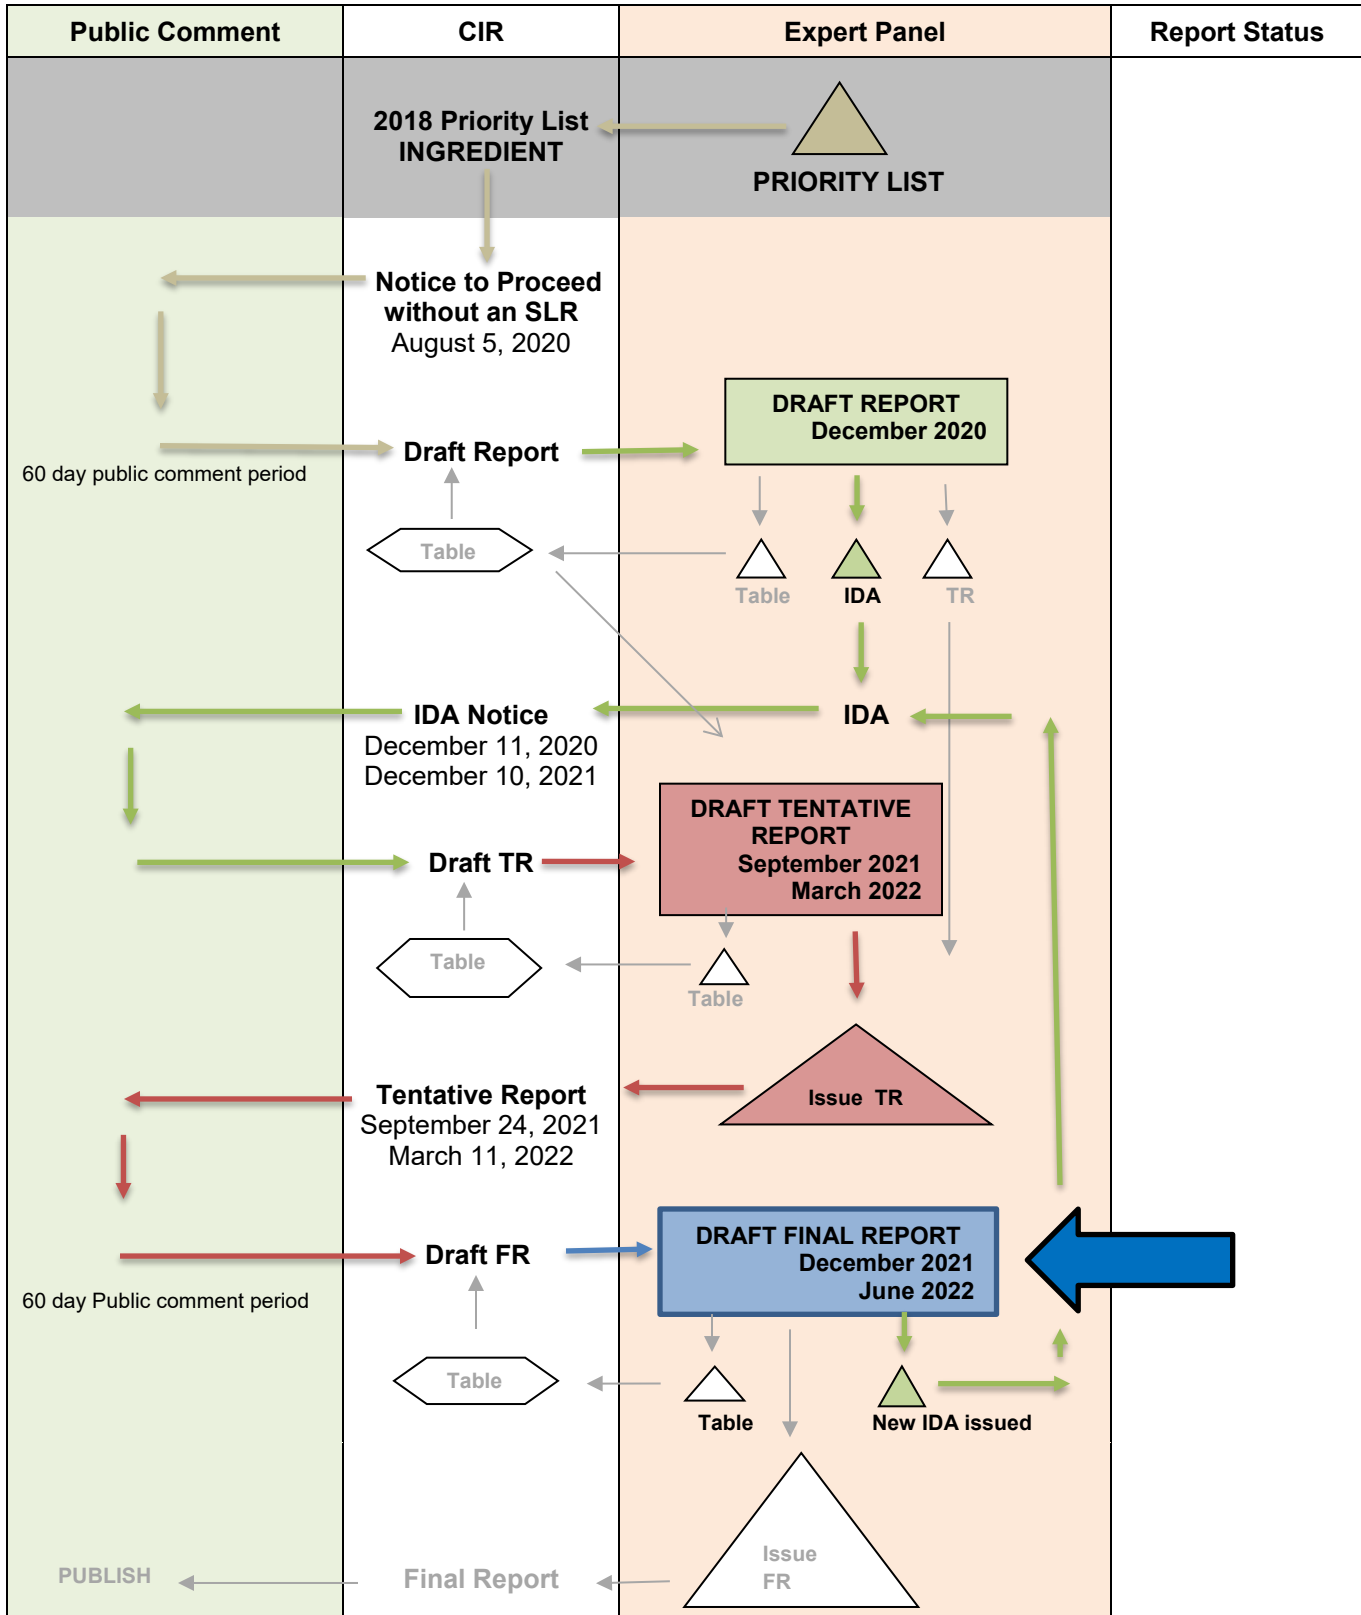 Public Comment
CIR
Expert Panel
Report Status
2018 Priority List
INGREDIENT
PRIORITY LIST
Notice to Proceed
without an SLR
August 5, 2020
60 day public comment period
Draft Report
DRAFT REPORT
December 2020
Table
Table
IDA
TR
IDA Notice
December 11, 2020
December 10, 2021
IDA
Draft TR
DRAFT TENTATIVE
REPORT
September 2021
March 2022
Table
Table
Tentative Report
September 24, 2021
March 11, 2022
Issue TR
60 day Public comment period
Draft FR
DRAFT FINAL REPORT
December 2021
June 2022
Table
Table
New IDA issued
PUBLISH
Final Report
Issue
FR